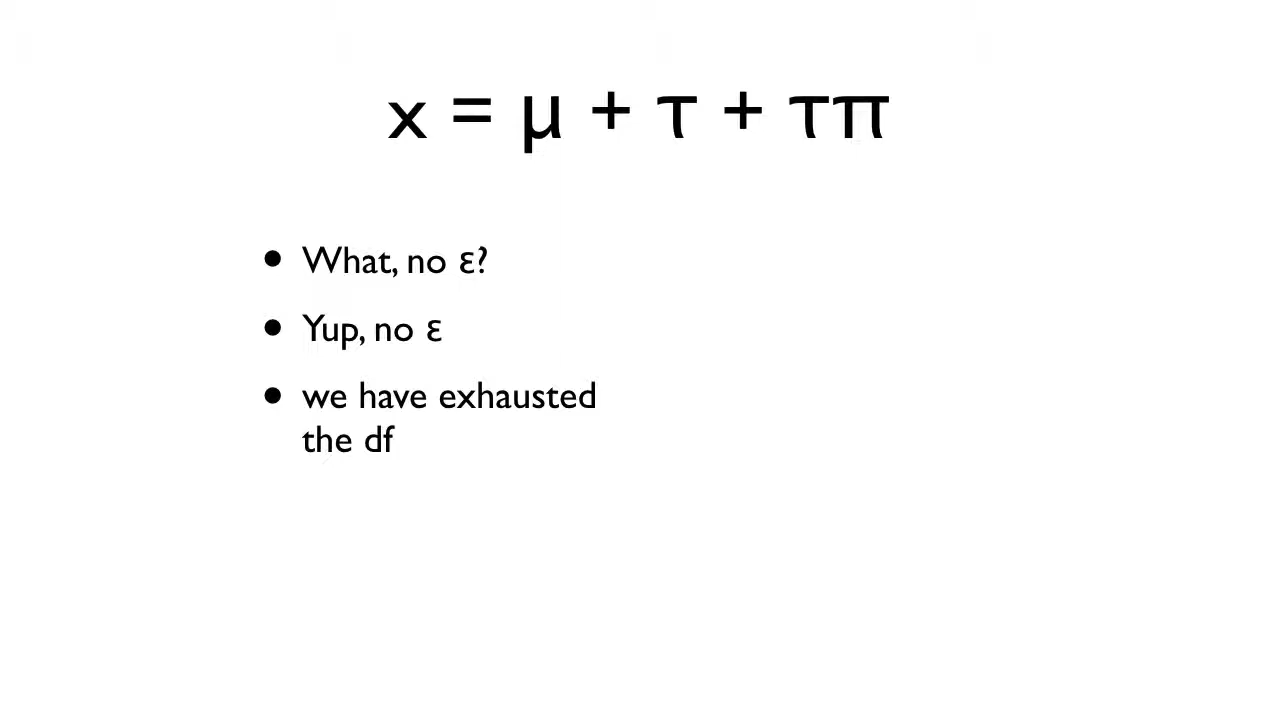 x = μ + τ + τπ
• What, no ε?
• Yup, no ε
• we have exhausted
the df